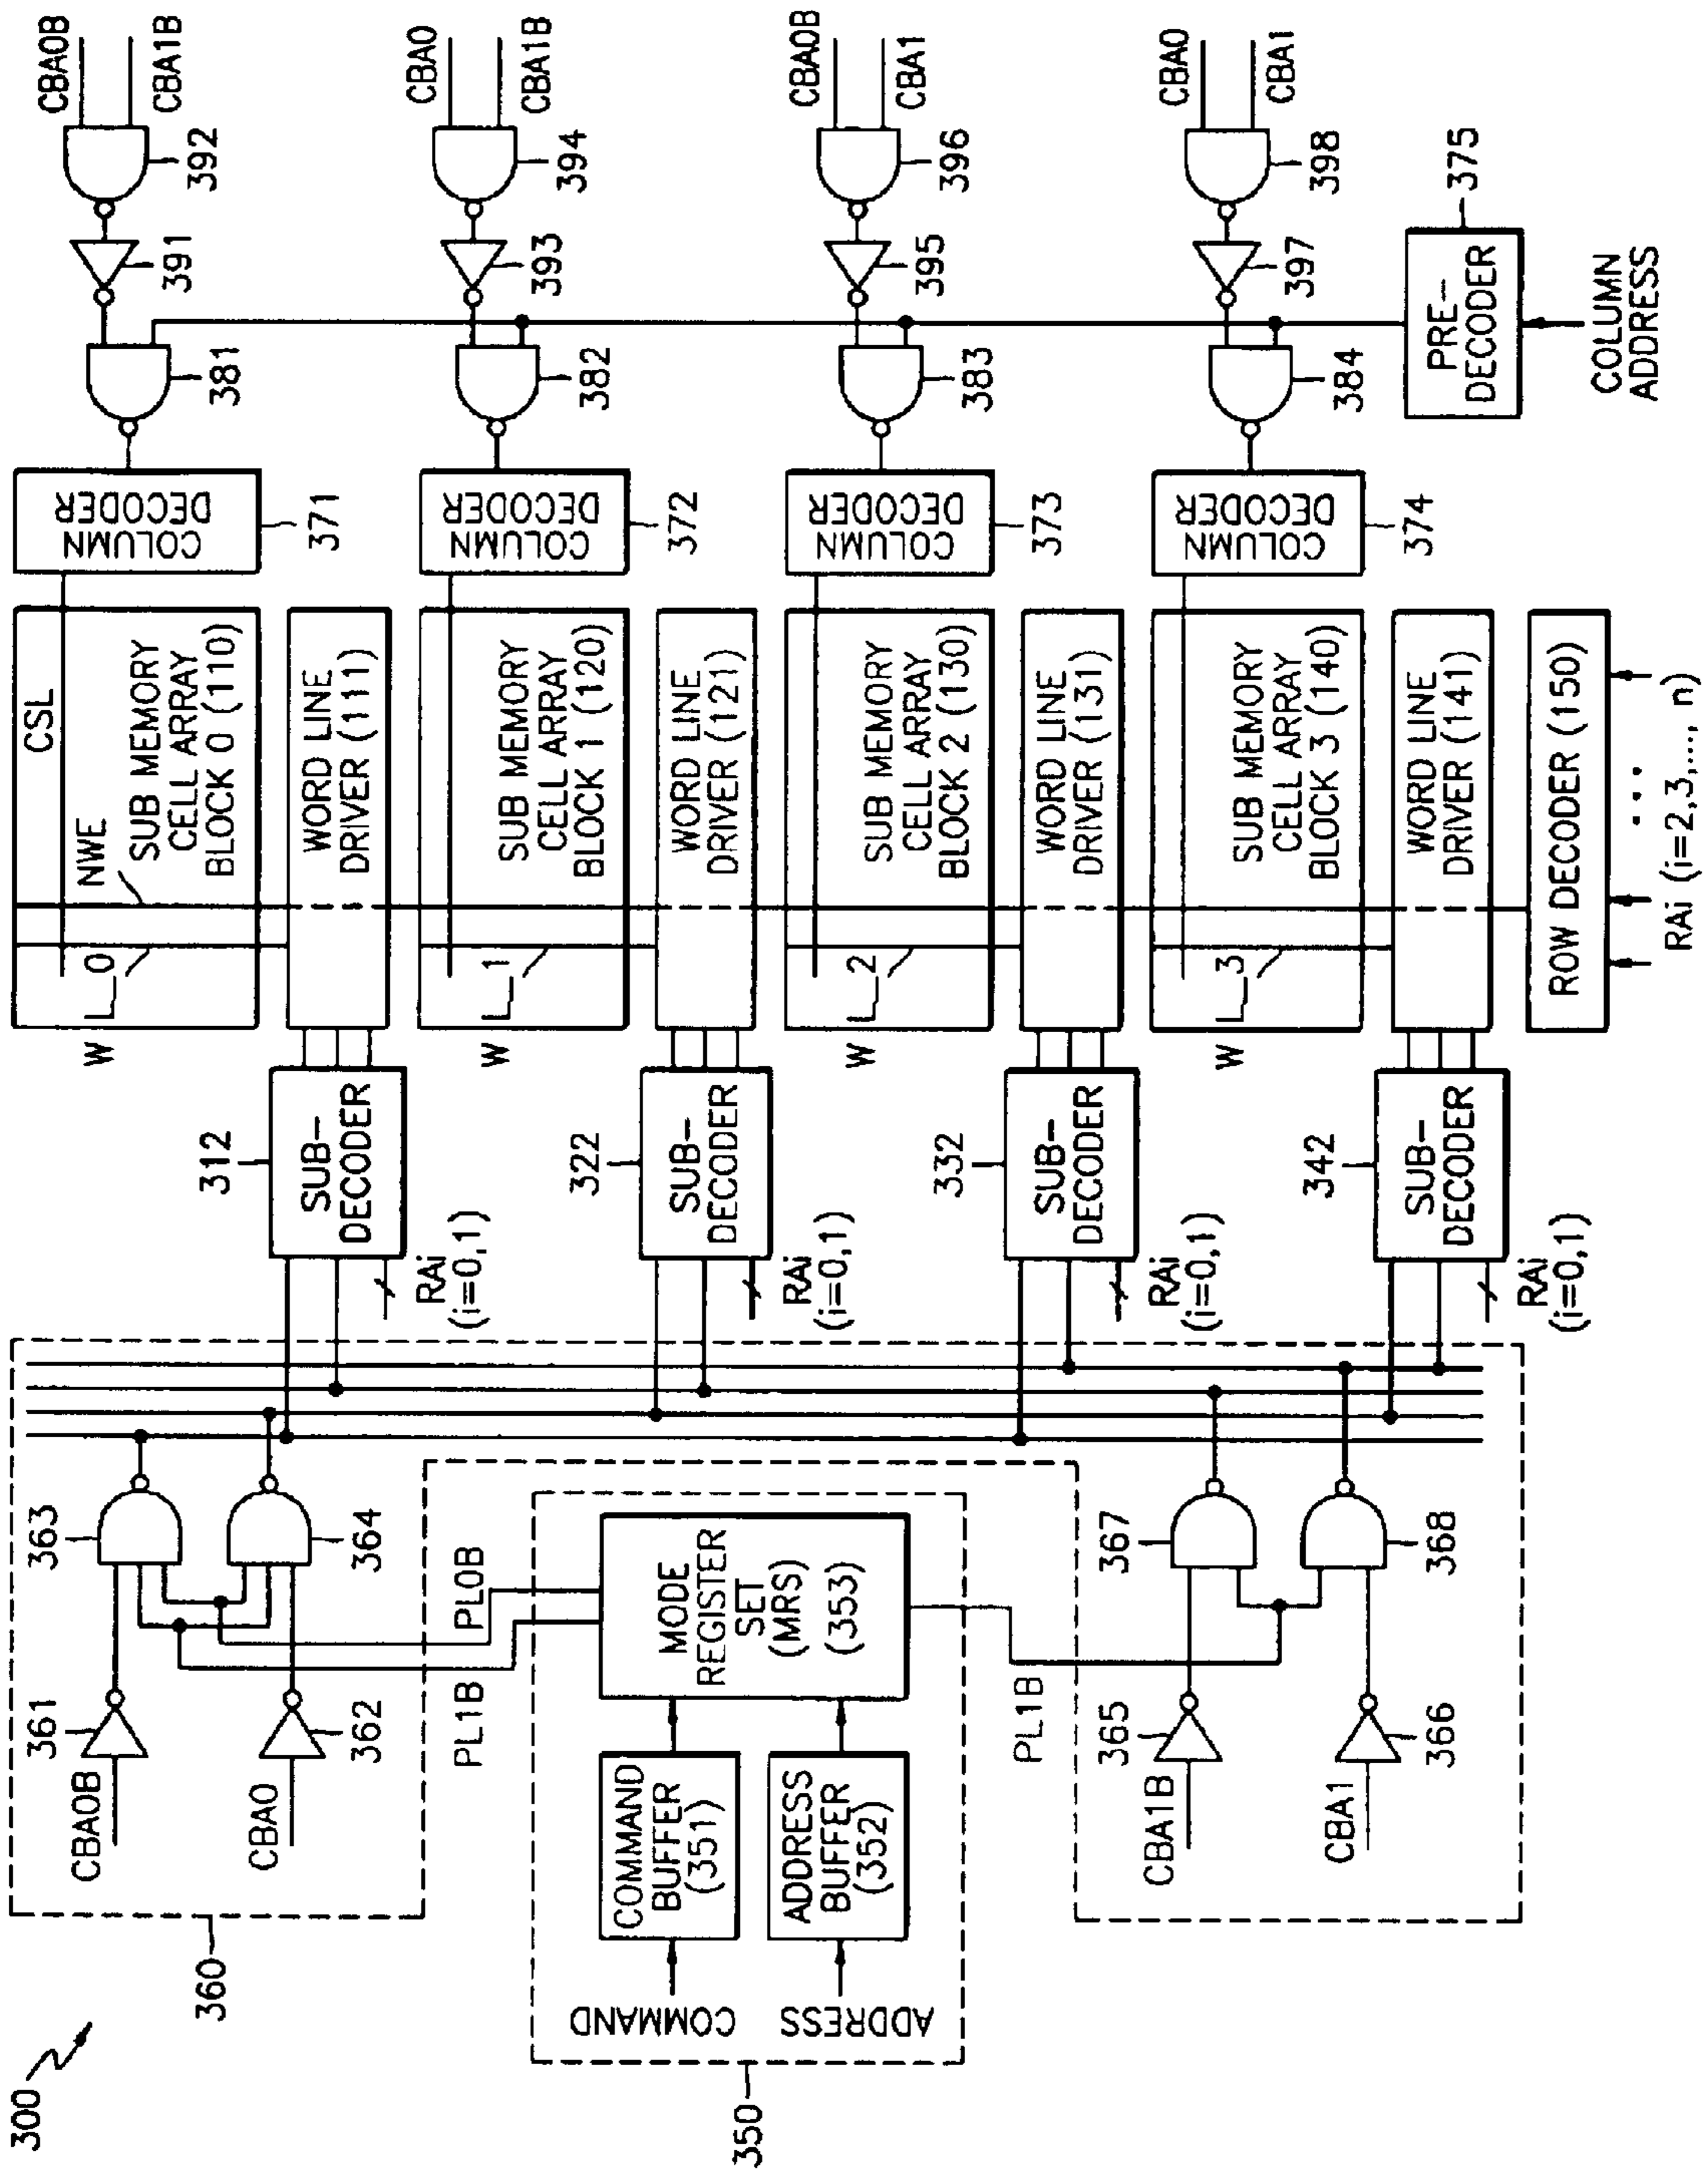 300
360
CBA0B
361
363
CBA0
362
364
PL1B
PL0B
350
COMMAND
ADDRESS
COMMAND
BUFFER
(351)
ADDRESS
BUFFER
(352)
MODE
REGISTER
SET
(MRS)
(353)
PL1B
CBA1B
365
367
CBA1
366
368
312
SUB-
DECODER
RAi
(i=0,1)
322
SUB-
DECODER
RAi
(i=0,1)
332
SUB-
DECODER
RAi
(i=0,1)
342
SUB-
DECODER
RAi
(i=0,1)
W
L_0
NWE
CSL
SUB MEMORY
CELL ARRAY
BLOCK 0 (110)
WORD LINE
DRIVER (111)
W
L_1
SUB MEMORY
CELL ARRAY
BLOCK 1 (120)
WORD LINE
DRIVER (121)
W
L_2
SUB MEMORY
CELL ARRAY
BLOCK 2 (130)
WORD LINE
DRIVER (131)
W
L_3
SUB MEMORY
CELL ARRAY
BLOCK 3 (140)
WORD LINE
DRIVER (141)
ROW DECODER (150)
...
RAi (i=2,3,..., n)
COLUMN
DECODER
371
COLUMN
DECODER
372
COLUMN
DECODER
373
COLUMN
DECODER
374
381
382
383
384
391
393
395
397
392
394
396
398
CBA0B
CBA1B
CBA0
CBA1B
CBA0B
CBA1
CBA0
CBA1
PRE-
DECODER
375
COLUMN
ADDRESS